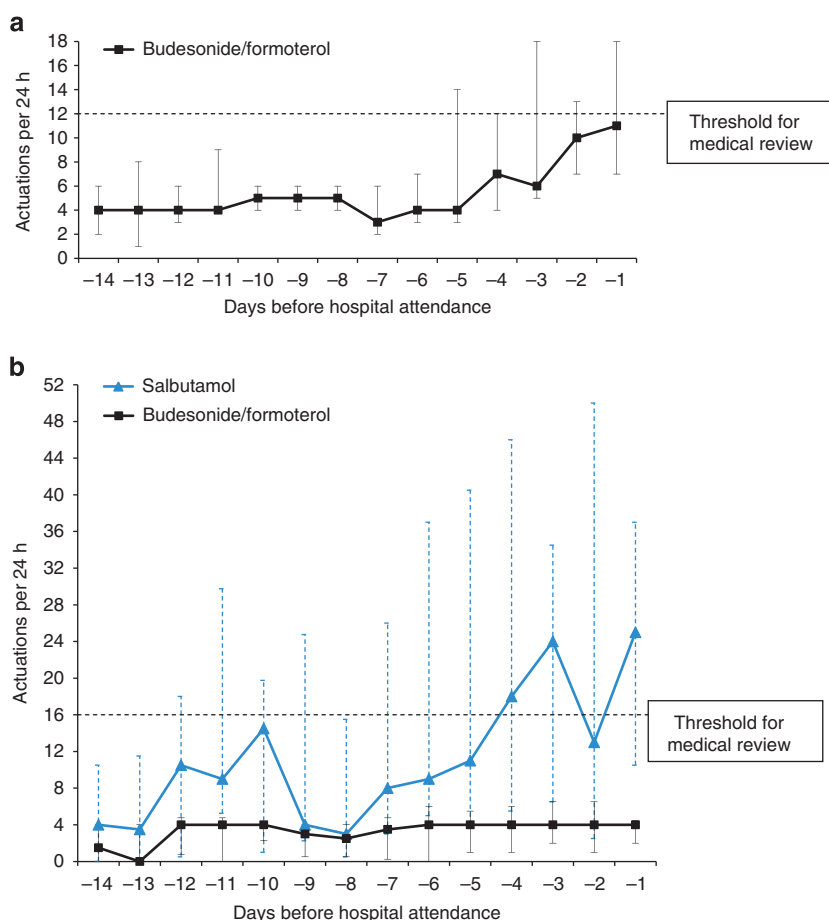 a
18
16
14
12
10
8
6
4
2
0
Actuations per 24 h
Budesonide/formoterol
Threshold for
medical review
–14 –13 –12 –11 –10 –9 –8 –7 –6 –5 –4 –3 –2 –1
Days before hospital attendance
b
52
48
44
40
36
32
28
24
20
16
12
8
4
0
Actuations per 24 h
Salbutamol
Budesonide/formoterol
Threshold for
medical review
–14 –13 –12 –11 –10 –9 –8 –7 –6 –5 –4 –3 –2 –1
Days before hospital attendance